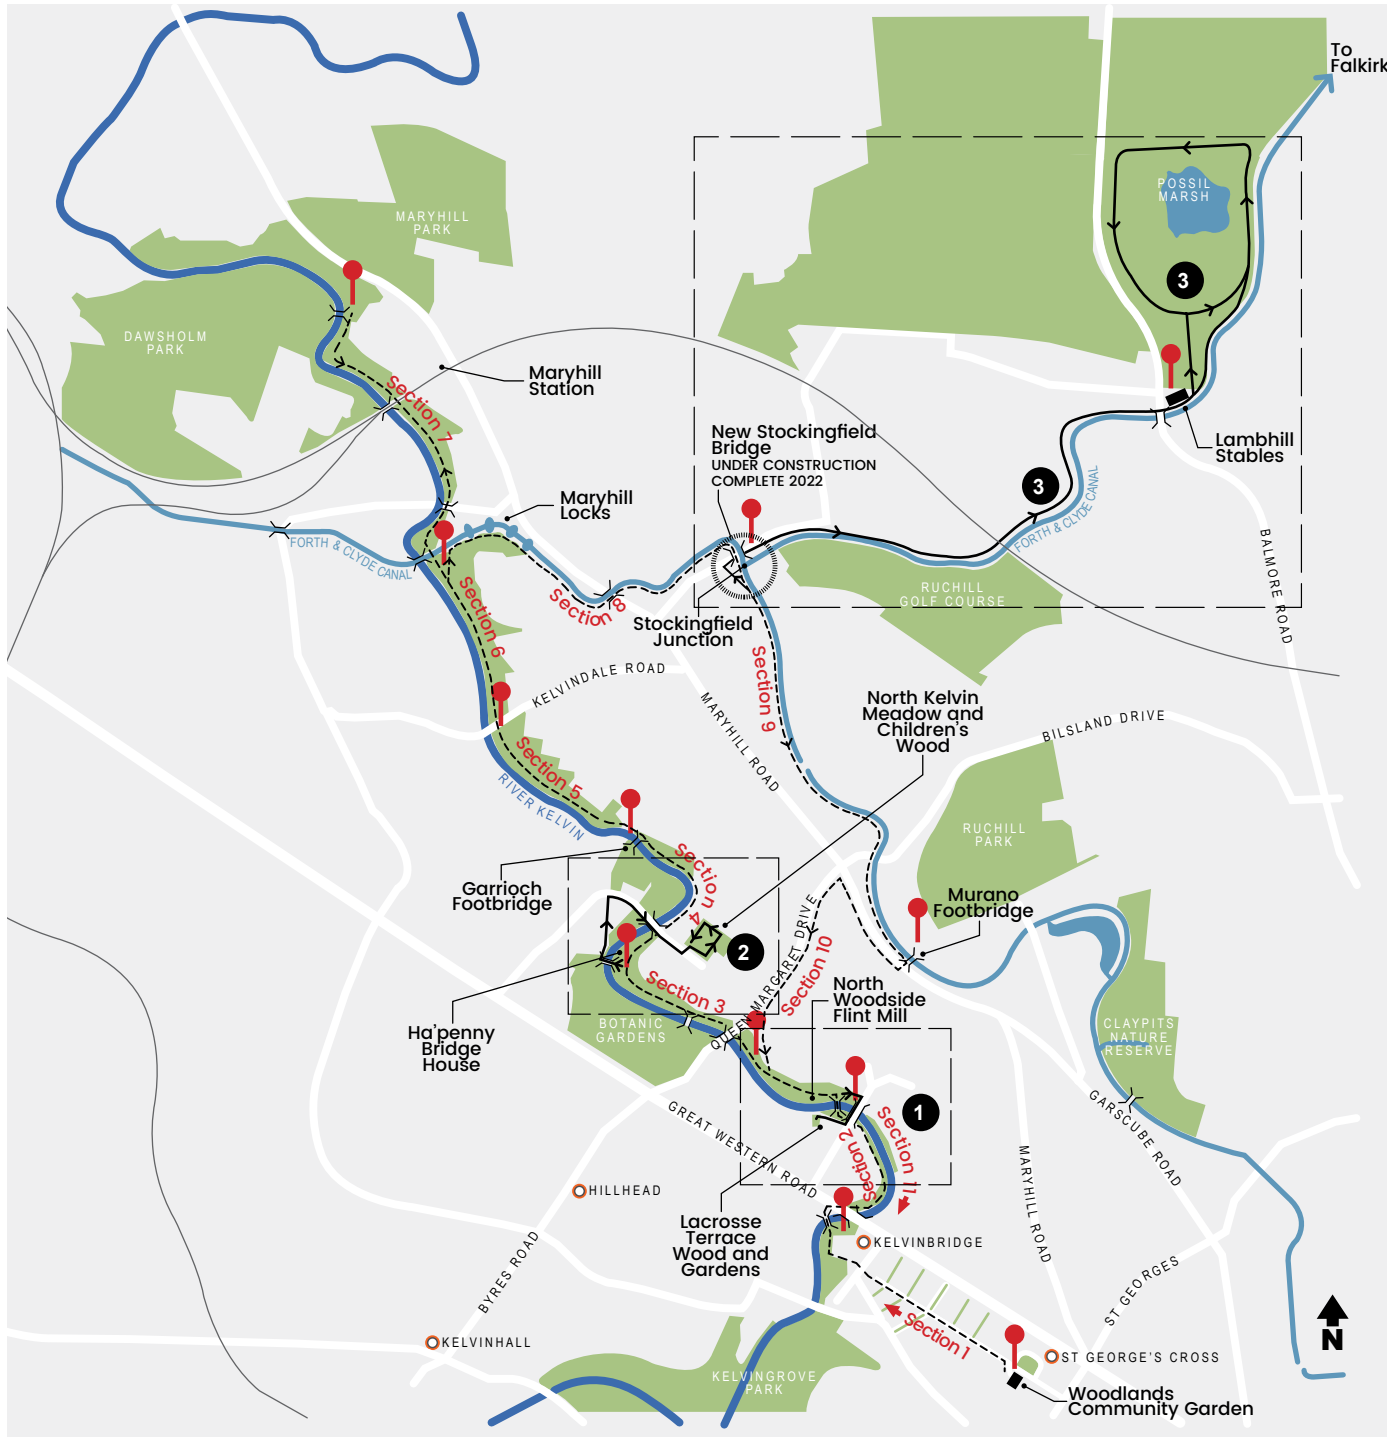 To
Falkirk
POSSIL
MARSH
MARYHILL
PARK
3
DAWSHOLM
PARK
Maryhill
Station
Section 7
New Stockingfield
Bridge
UNDER CONSTRUCTION
COMPLETE 2022
Lambhill
Stables
3
Maryhill
Locks
FORTH & CLYDE CANAL
FORTH & CLYDE CANAL
BALMORE ROAD
RUCHILL
GOLF COURSE
Section 6
Section 8
Stockingfield
Junction
KELVINDALE ROAD
Section 9
MARYHILL ROAD
North Kelvin
Meadow and
Children's
Wood
BILSLAND DRIVE
Section 5
RIVER KELVIN
RUCHILL
PARK
Section 4
Garrioch
Footbridge
Murano
Footbridge
QUEEN MARGARET DRIVE
2
Section 10
Section 3
North
Woodside
Flint Mill
BOTANIC
GARDENS
Ha'penny
Bridge
House
CLAYPITS
NATURE
RESERVE
1
GREAT WESTERN ROAD
Section 2
Section 11
GARSCUBE ROAD
MARYHILL ROAD
HILLHEAD
Lacrosse
Terrace
Wood and
Gardens
KELVINBRIDGE
BYRES ROAD
ST GEORGES
Section 1
N
KELVINHALL
ST GEORGE'S CROSS
KELVINGROVE
PARK
Woodlands
Community Garden